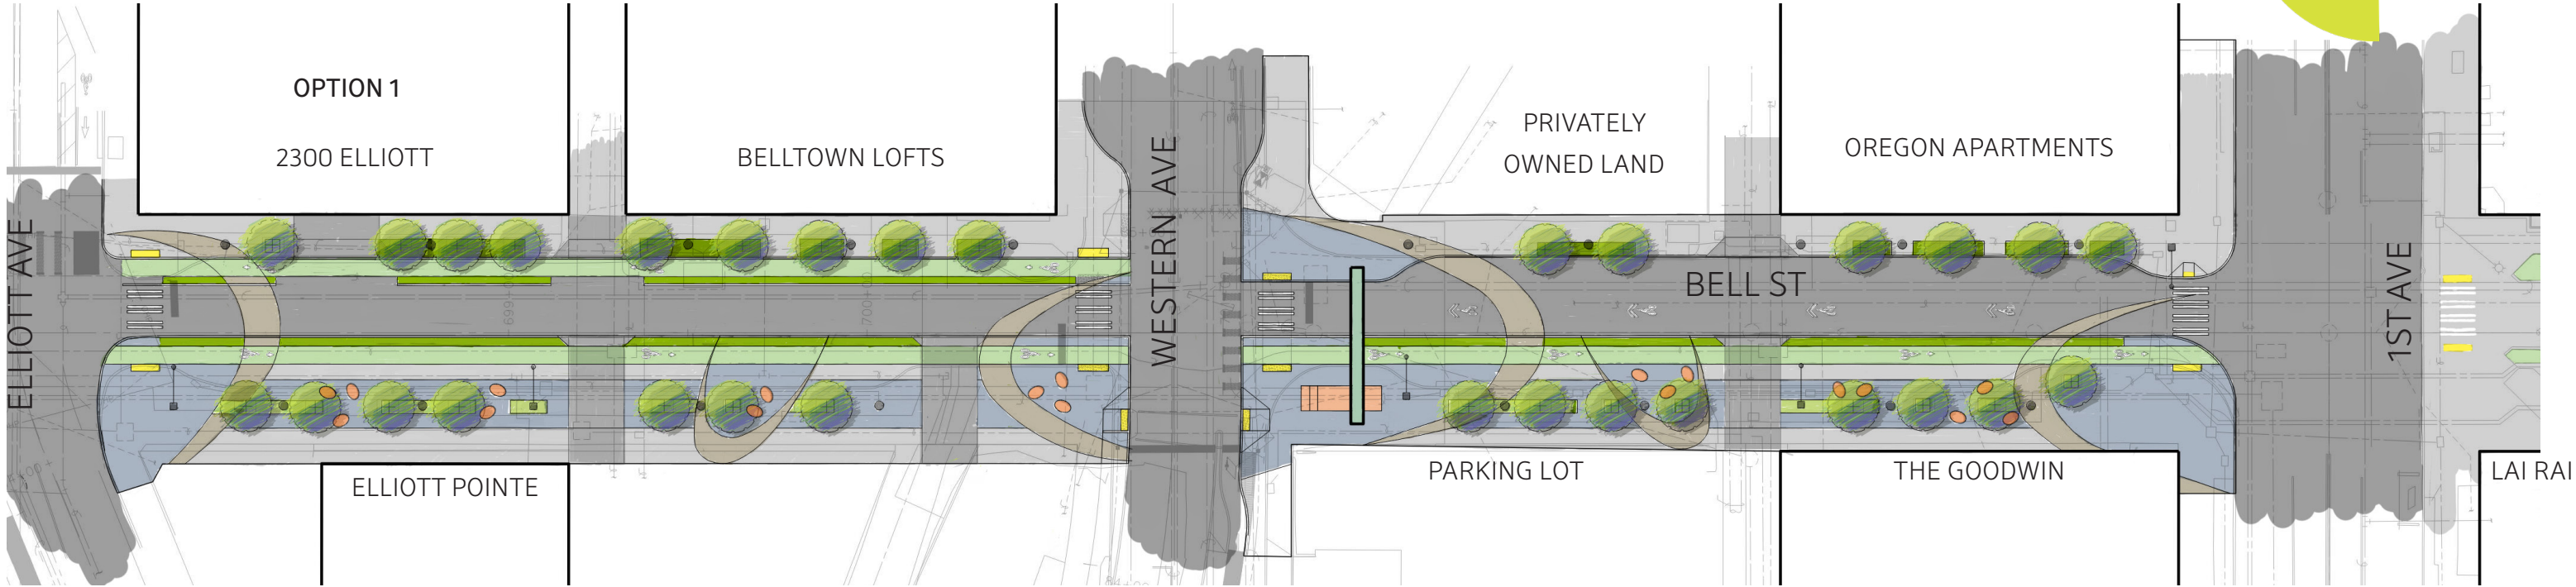 OPTION 1
2300 ELLIOTT
BELLTOWN LOFTS
PRIVATELY
OWNED LAND
OREGON APARTMENTS
ELLIOTT AVE
WESTERN AVE
BELL ST
1ST AVE
ELLIOTT POINTE
PARKING LOT
THE GOODWIN
LAI RAI